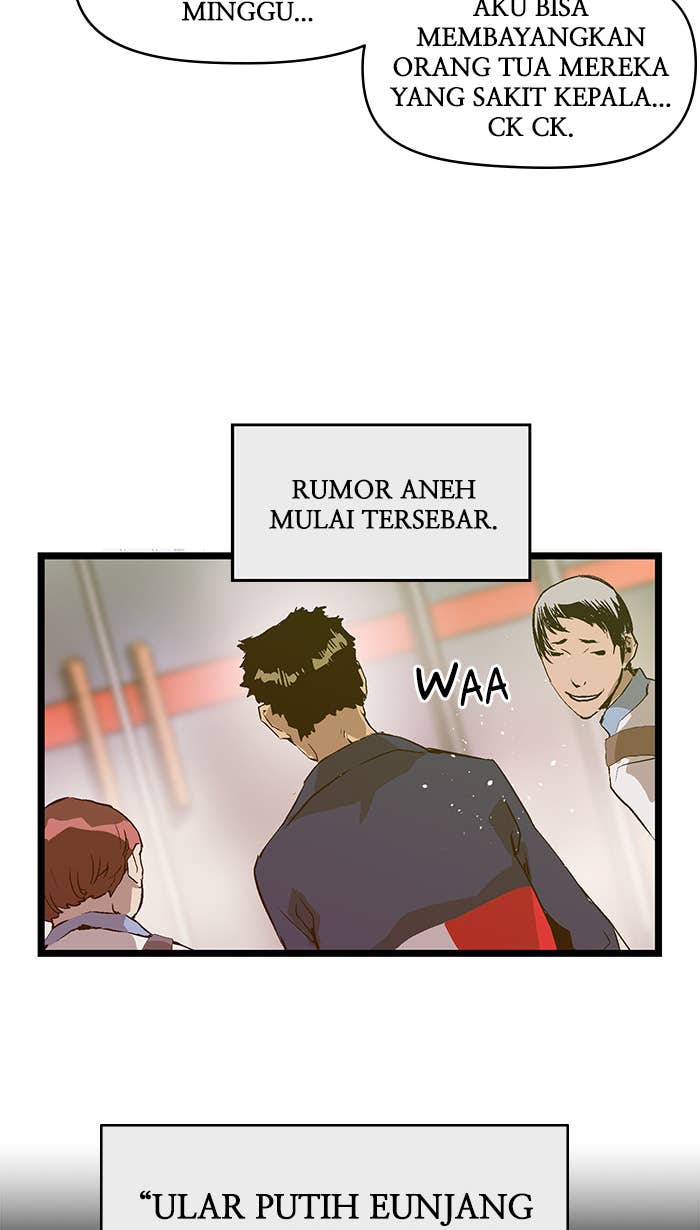 MINGGU...
AKU BISA
MEMBAYANGKAN
ORANG TUA MEREKA
YANG SAKIT KEPALA...
CK CK.
RUMOR ANEH
MULAI TERSEBAR.
WAA
“ULAR PUTIH EUNJANG